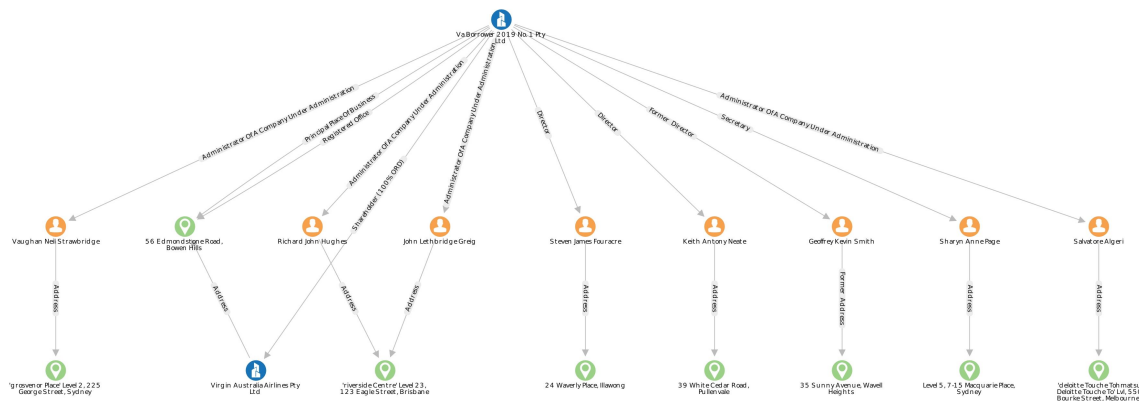 Va Borrower 2019 No.1 Pty
Ltd
Administrator Of A Company Under Administration
Principal Place Of Business
Registered Office
Administrator Of A Company Under Administration
Shareholder (100% ORD)
Administrator Of A Company Under Administration
Director
Director
Former Director
Secretary
Administrator Of A Company Under Administration
Vaughan Neil Strawbridge
56 Edmondstone Road,
Bowen Hills
Richard John Hughes
John Lethbridge Greig
Steven James Fouracre
Keith Antony Neate
Geoffrey Kevin Smith
Sharyn Anne Page
Salvatore Algeri
Address
Address
Address
Address
Address
Address
Former Address
Address
Address
'grosvenor Place' Level 2, 225
George Street, Sydney
Virgin Australia Airlines Pty
Ltd
'riverside Centre' Level 23,
123 Eagle Street, Brisbane
24 Waverly Place, Illawong
39 White Cedar Road,
Pullenvale
35 Sunny Avenue, Wavell
Heights
Level 5, 7-15 Macquarie Place,
Sydney
'deloitte Touche Tohmatsu
Deloitte Touche To' Lvl, 550
Bourke Street, Melbourne